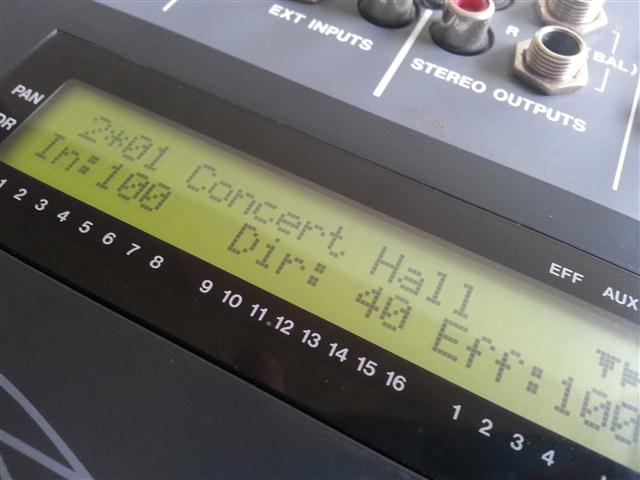 EXT INPUTS
R
(BAL)
STEREO OUTPUTS
PAN
EFF AUX
2*01 Concert Hall
In:100 Dir: 40 Eff:100
1 2 3 4 5 6 7 8 9 10 11 12 13 14 15 16 1 2 3 4